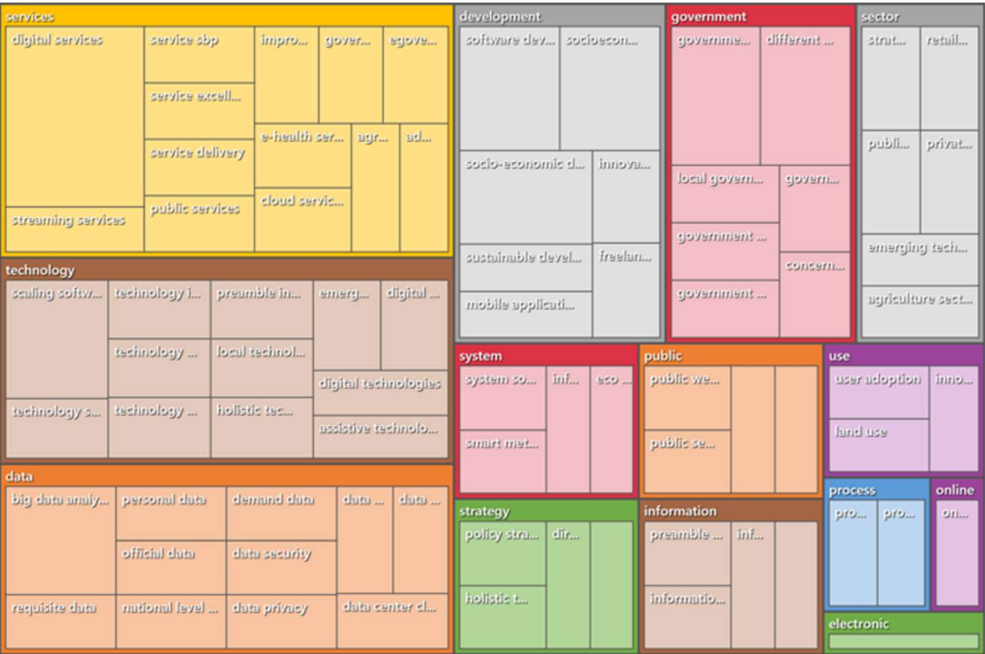 services
digital services
service sbp
impro...
gover...
egove...
service excell...
service delivery
e-health ser...
agr...
ad...
public services
cloud servic...
streaming services
technology
scaling softw...
technology i...
preamble in...
emerg...
digital ...
technology ...
local technol...
digital technologies
technology s...
technology ...
holistic tec...
assistive technolo...
data
big data analy...
personal data
demand data
data ...
data ...
official data
data security
requisite data
national level ...
data privacy
data center cl...
development
software dev...
socioecon...
socio-economic d...
innova...
sustainable devel...
freelan...
mobile applicati...
government
governme...
different ...
local govern...
govern...
government ...
concern...
government ...
sector
strat...
retail...
publi...
privat...
emerging tech...
agriculture sect...
system
system so...
inf...
eco ...
smart met...
public
public we...
public se...
use
user adoption
inno...
land use
strategy
policy stra...
dir...
holistic t...
information
preamble ...
inf...
informatio...
process
pro...
pro...
online
on...
electronic